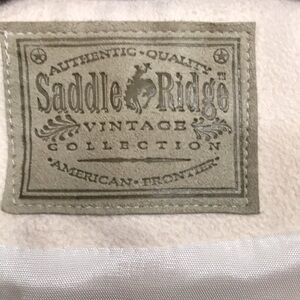 AUTHENTIC • QUALITY
Saddle Ridge
VINTAGE
COLLECTION
• AMERICAN • FRONTIER •